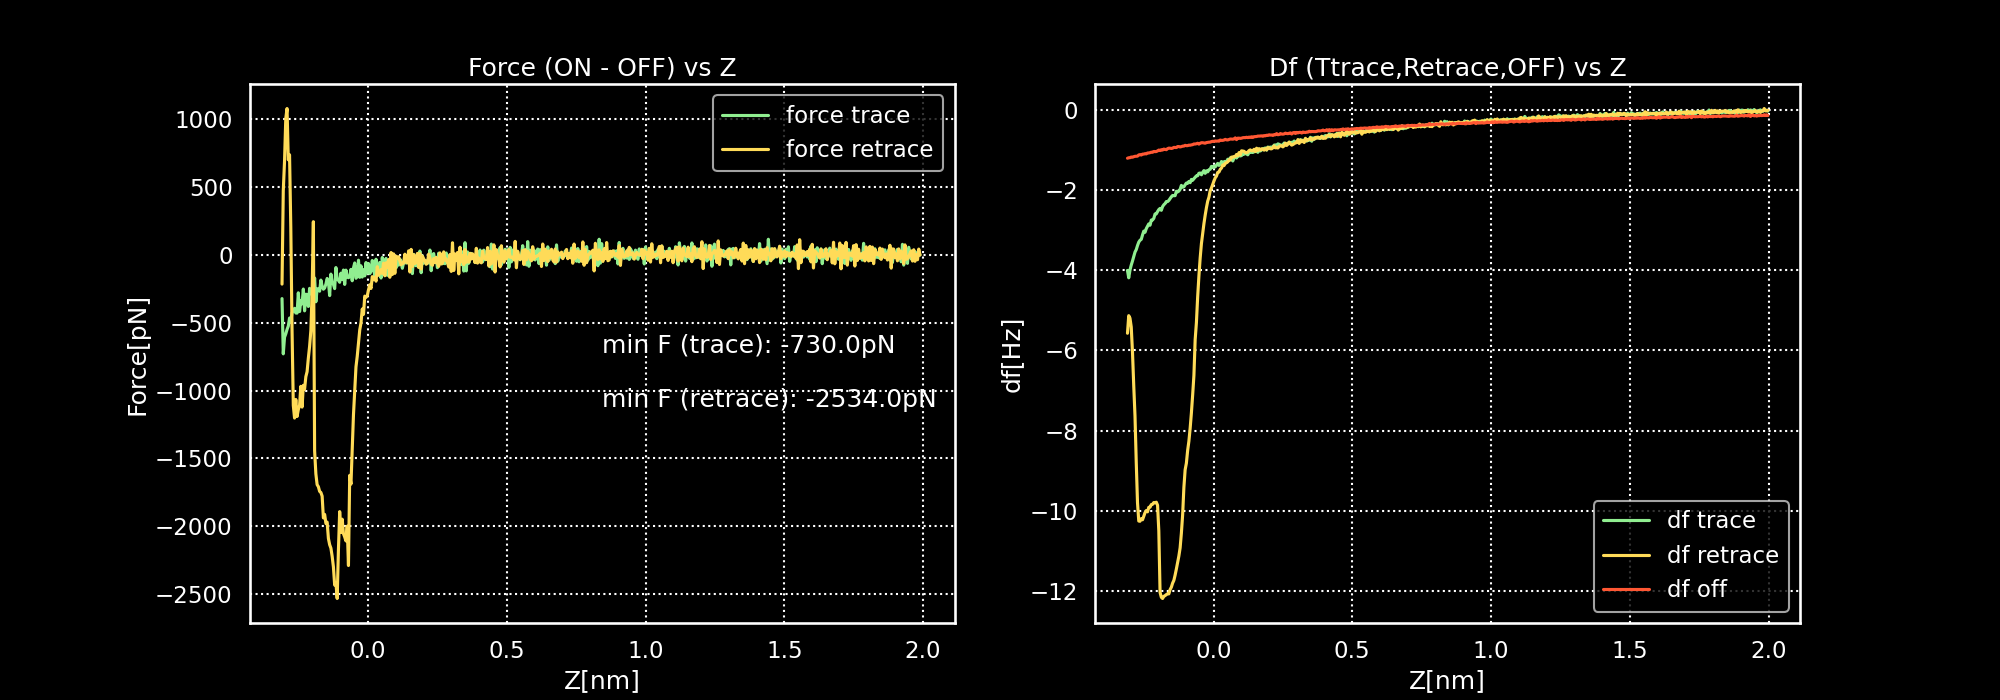 Force (ON - OFF) vs Z
force trace
force retrace
1000
500
0
−500
−1000
−1500
−2000
−2500
Force[pN]
min F (trace): -730.0pN
min F (retrace): -2534.0pN
0.0
0.5
1.0
1.5
2.0
Z[nm]
Df (Ttrace,Retrace,OFF) vs Z
0
−2
−4
−6
−8
−10
−12
df[Hz]
df trace
df retrace
df off
0.0
0.5
1.0
1.5
2.0
Z[nm]